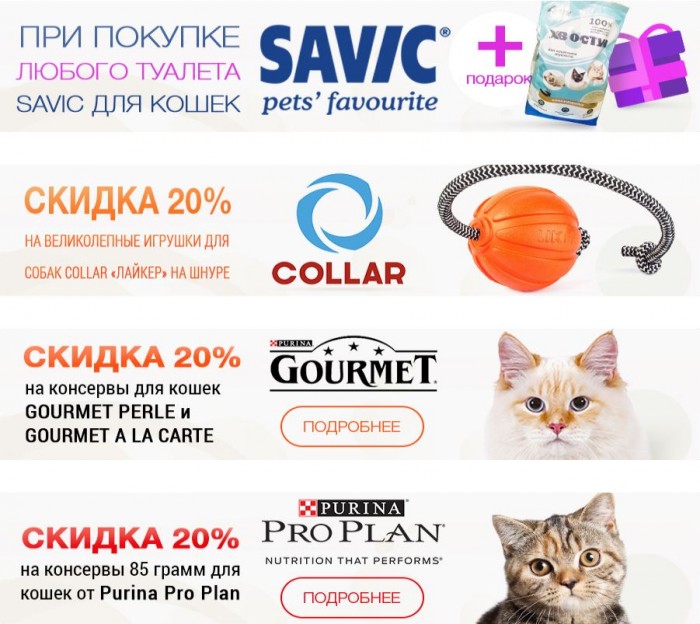 ПРИ ПОКУПКЕ
ЛЮБОГО ТУАЛЕТА
SAVIC ДЛЯ КОШЕК
SAVIC®
pets' favourite
+
подарок
100%
ХВОСТИ
СКИДКА 20%
НА ВЕЛИКОЛЕПНЫЕ ИГРУШКИ ДЛЯ
СОБАК COLLAR «ЛАЙКЕР» НА ШНУРЕ
COLLAR
СКИДКА 20%
на консервы для кошек
GOURMET PERLE и
GOURMET A LA CARTE
PURINA
GOURMET
ПОДРОБНЕЕ
СКИДКА 20%
на консервы 85 грамм для
кошек от Purina Pro Plan
PURINA
PRO PLAN®
NUTRITION THAT PERFORMS®
ПОДРОБНЕЕ